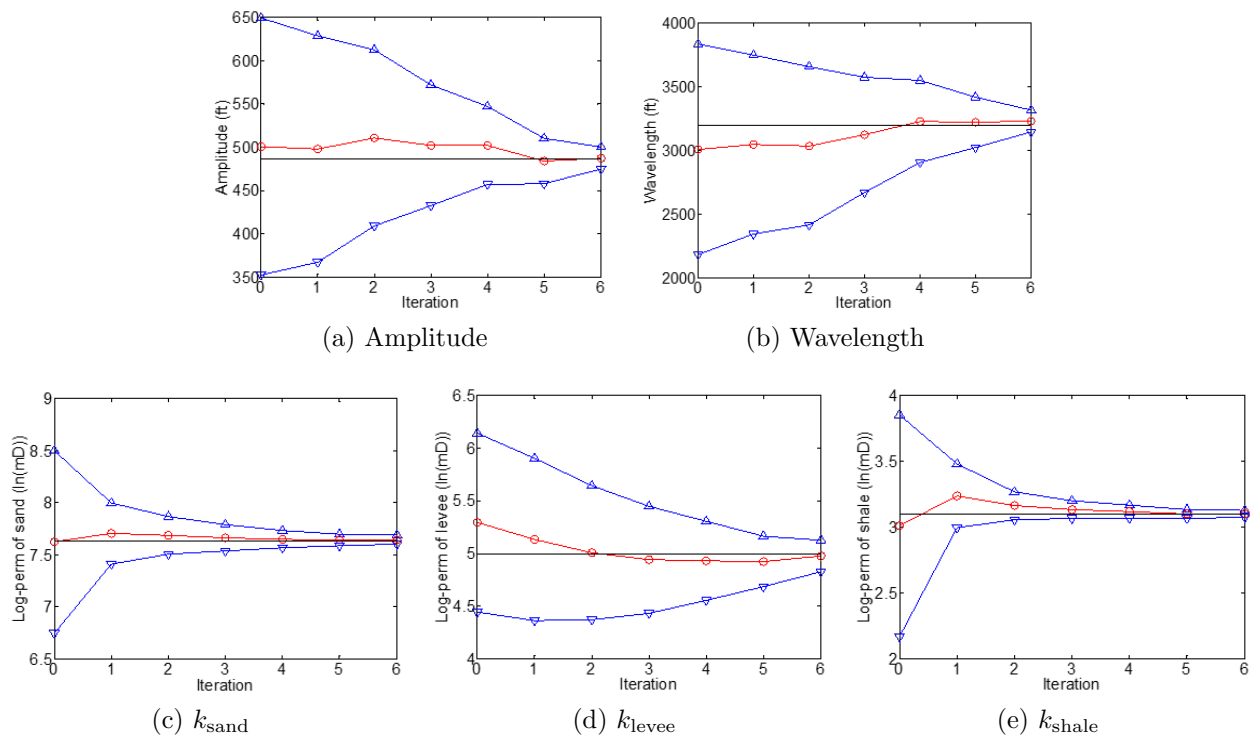 Amplitude (ft)
650
600
550
500
450
400
350
0 1 2 3 4 5 6
Iteration
(a) Amplitude
Wavelength (ft)
4000
3500
3000
2500
2000
0 1 2 3 4 5 6
Iteration
(b) Wavelength
Log-perm of sand (ln(mD))
9
8.5
8
7.5
7
6.5
0 1 2 3 4 5 6
Iteration
(c) k_sand
Log-perm of levee (ln(mD))
6.5
6
5.5
5
4.5
4
0 1 2 3 4 5 6
Iteration
(d) k_levee
Log-perm of shale (ln(mD))
4
3.5
3
2.5
2
0 1 2 3 4 5 6
Iteration
(e) k_shale